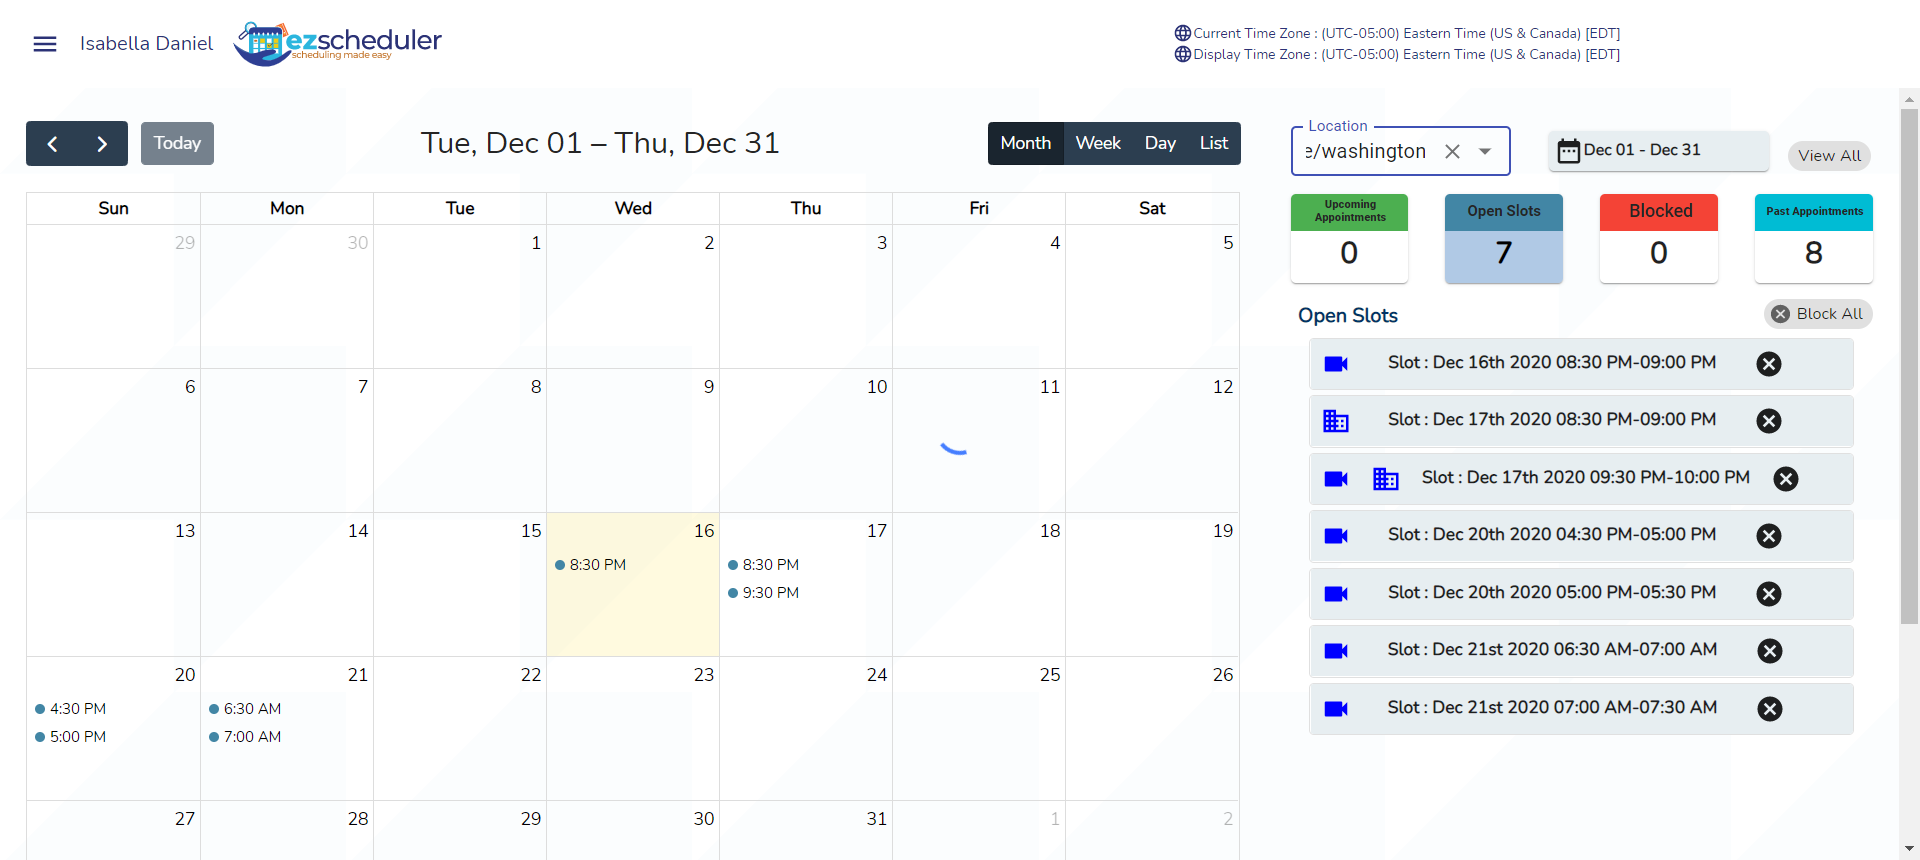 Isabella Daniel
ezscheduler
scheduling made easy
Current Time Zone : (UTC-05:00) Eastern Time (US & Canada) [EDT]
Display Time Zone : (UTC-05:00) Eastern Time (US & Canada) [EDT]
Today
Tue, Dec 01 – Thu, Dec 31
Month Week Day List
Sun Mon Tue Wed Thu Fri Sat
29 30 1 2 3 4 5
6 7 8 9 10 11 12
13 14 15 16 17 18 19
8:30 PM 8:30 PM
9:30 PM
20 21 22 23 24 25 26
4:30 PM 6:30 AM
5:00 PM 7:00 AM
27 28 29 30 31 1 2
Location
e/washington
Dec 01 - Dec 31
View All
Upcoming
Appointments
0
Open Slots
7
Blocked
0
Past Appointments
8
Open Slots
Block All
Slot : Dec 16th 2020 08:30 PM-09:00 PM
Slot : Dec 17th 2020 08:30 PM-09:00 PM
Slot : Dec 17th 2020 09:30 PM-10:00 PM
Slot : Dec 20th 2020 04:30 PM-05:00 PM
Slot : Dec 20th 2020 05:00 PM-05:30 PM
Slot : Dec 21st 2020 06:30 AM-07:00 AM
Slot : Dec 21st 2020 07:00 AM-07:30 AM